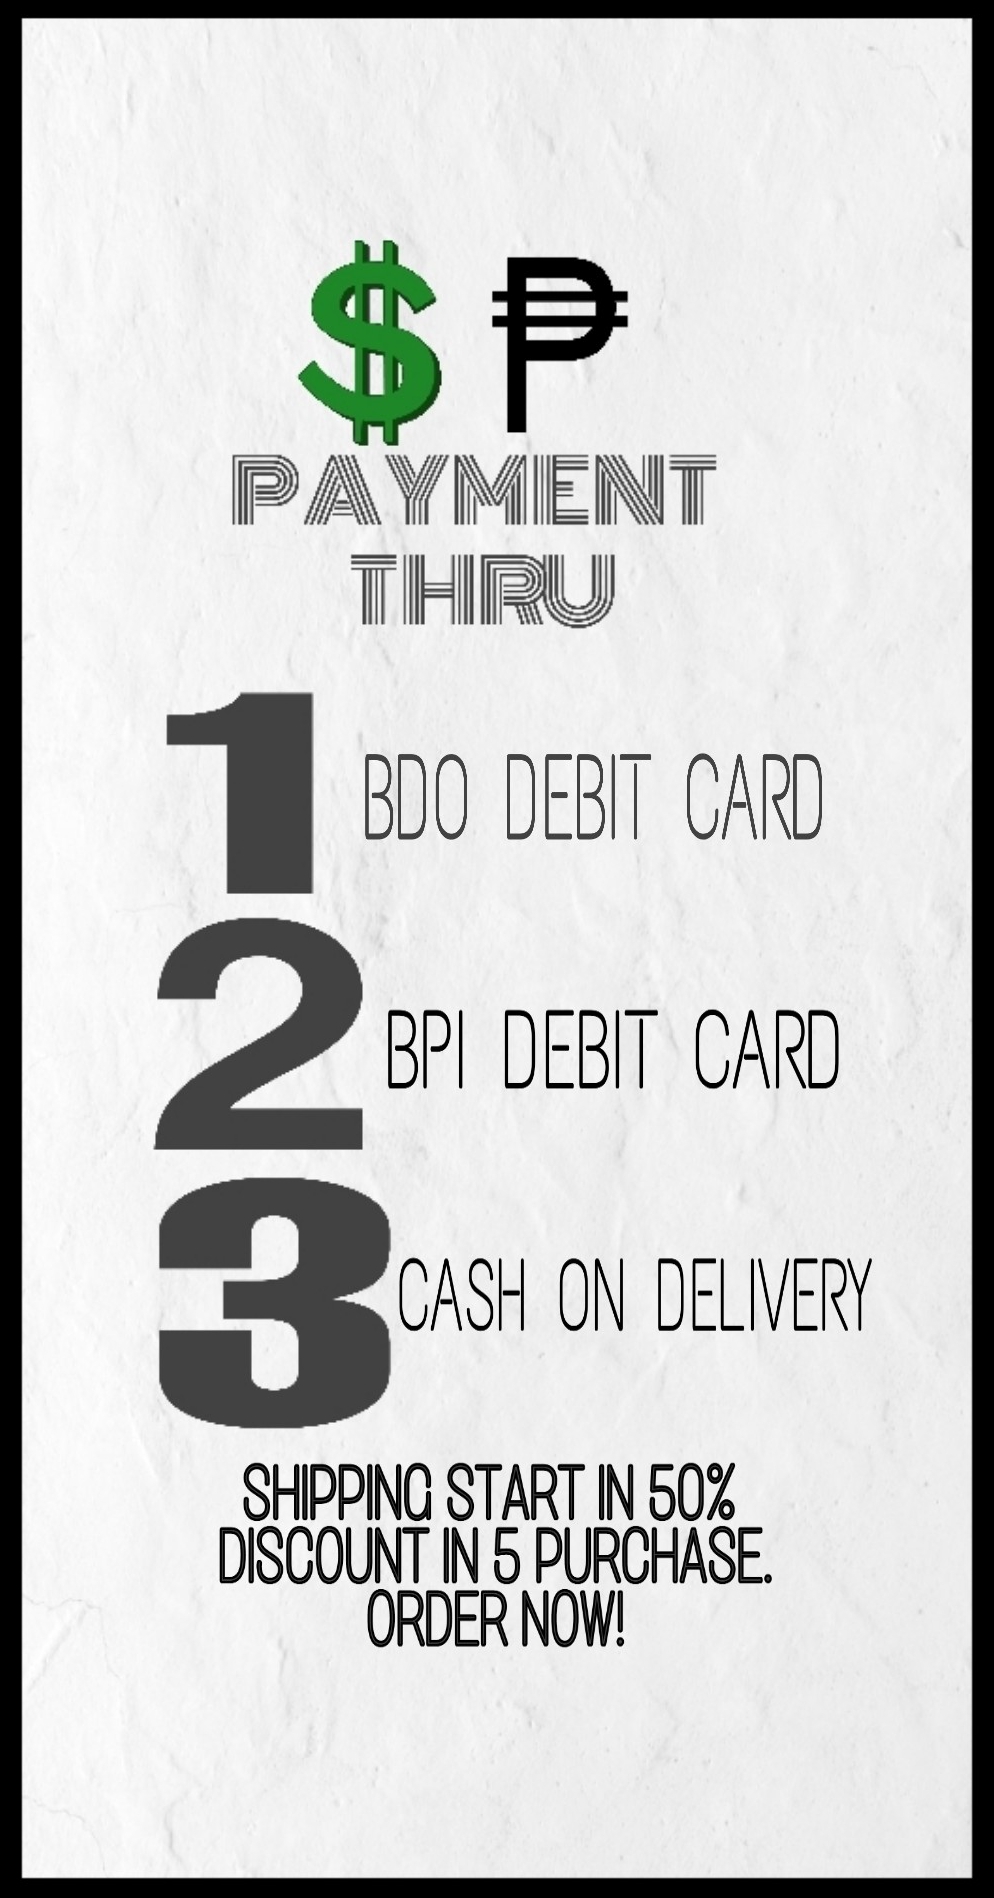 $ ₱
PAYMENT
THRU
1 BDO DEBIT CARD
2 BPI DEBIT CARD
3 CASH ON DELIVERY
SHIPPING START IN 50%
DISCOUNT IN 5 PURCHASE.
ORDER NOW!